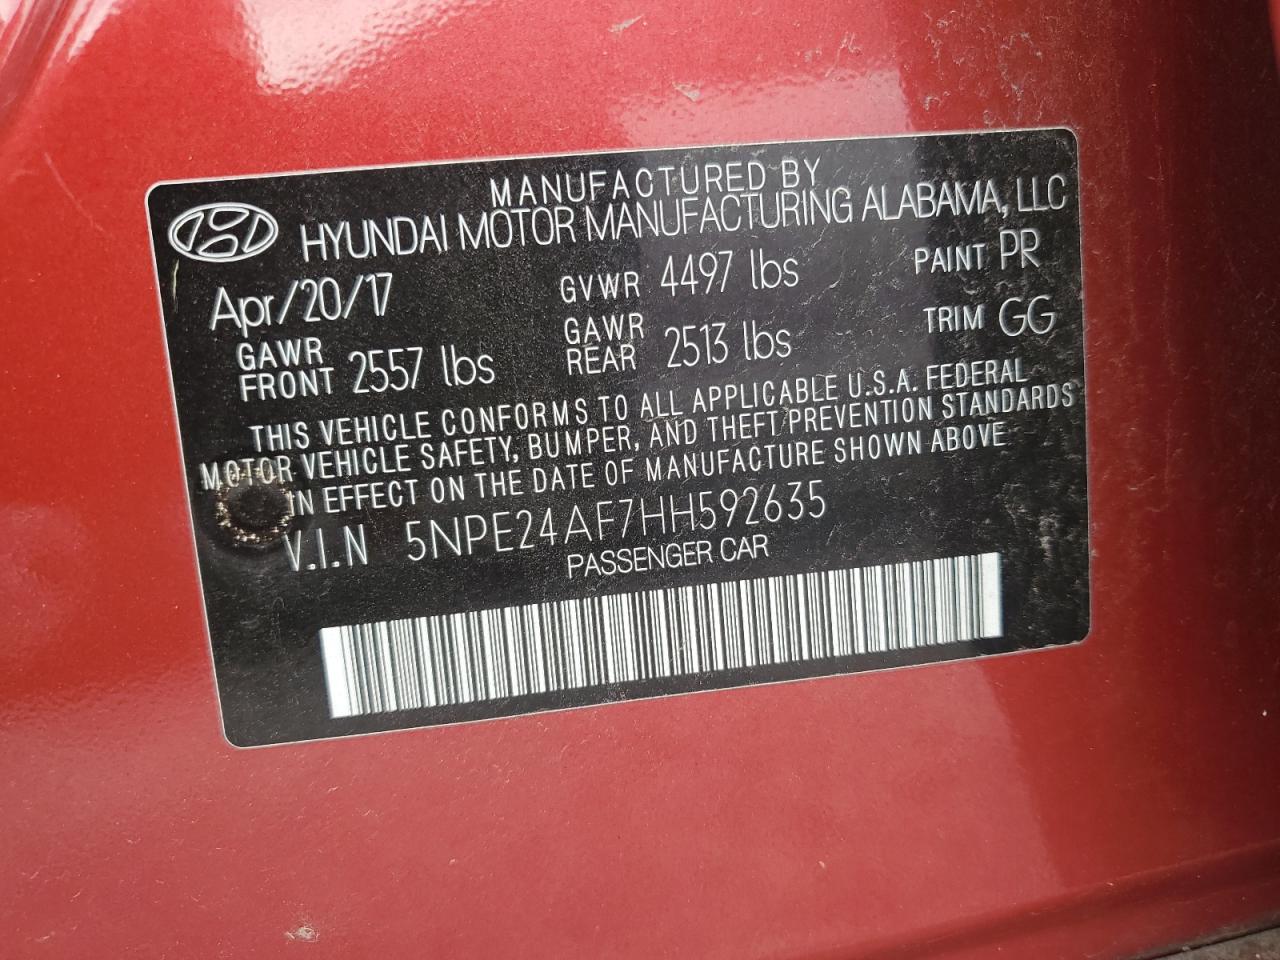 MANUFACTURED BY
HYUNDAI MOTOR MANUFACTURING ALABAMA, LLC
Apr/20/17 GVWR 4497 lbs PAINT PR
GAWR FRONT 2557 lbs GAWR REAR 2513 lbs TRIM GG
THIS VEHICLE CONFORMS TO ALL APPLICABLE U.S.A. FEDERAL
MOTOR VEHICLE SAFETY, BUMPER, AND THEFT PREVENTION STANDARDS
IN EFFECT ON THE DATE OF MANUFACTURE SHOWN ABOVE
V.I.N 5NPE24AF7HH592635
PASSENGER CAR